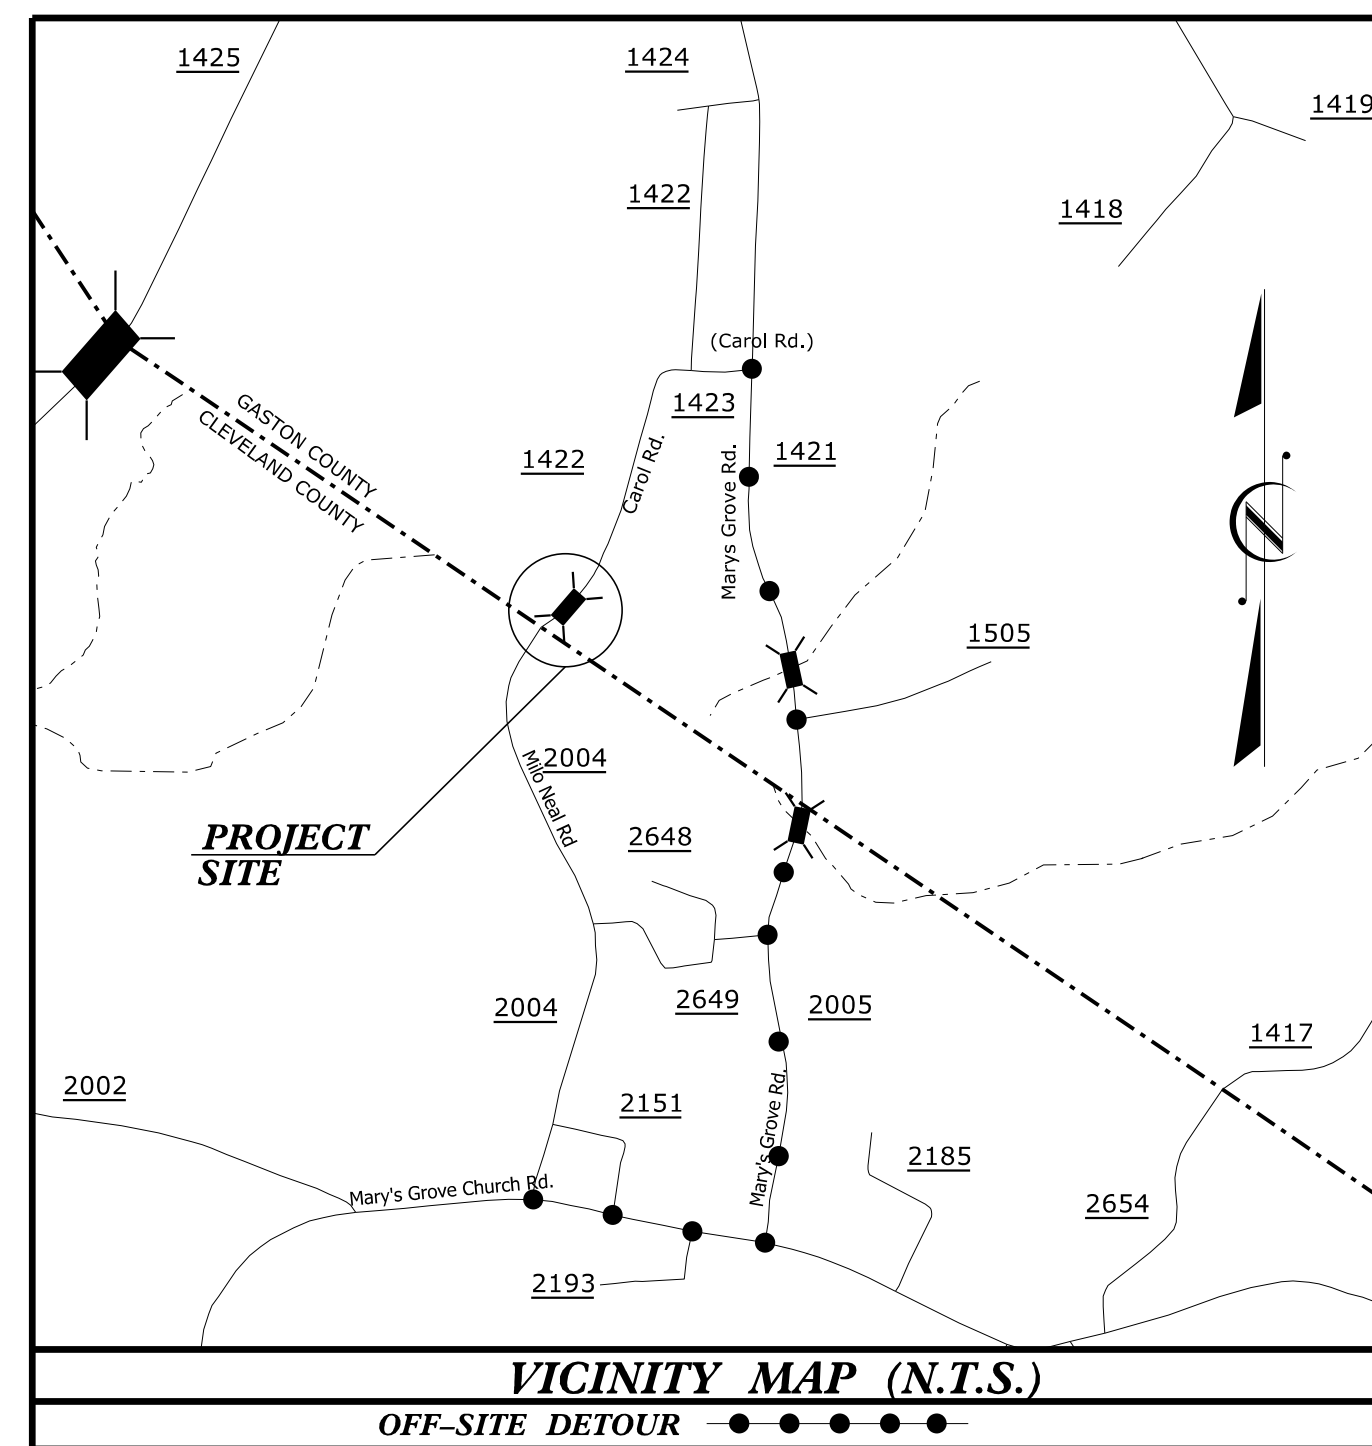 1425
1424
1419
1422
1418
(Carol Rd.)
1423
GASTON COUNTY
CLEVELAND COUNTY
1422
Carol Rd.
Marys Grove Rd.
1421
N
1505
2004
Milo Neal Rd
PROJECT
SITE
2648
2004
2649
2005
1417
2002
2151
Mary's Grove Rd.
2185
Mary's Grove Church Rd.
2654
2193
VICINITY MAP (N.T.S.)
OFF-SITE DETOUR